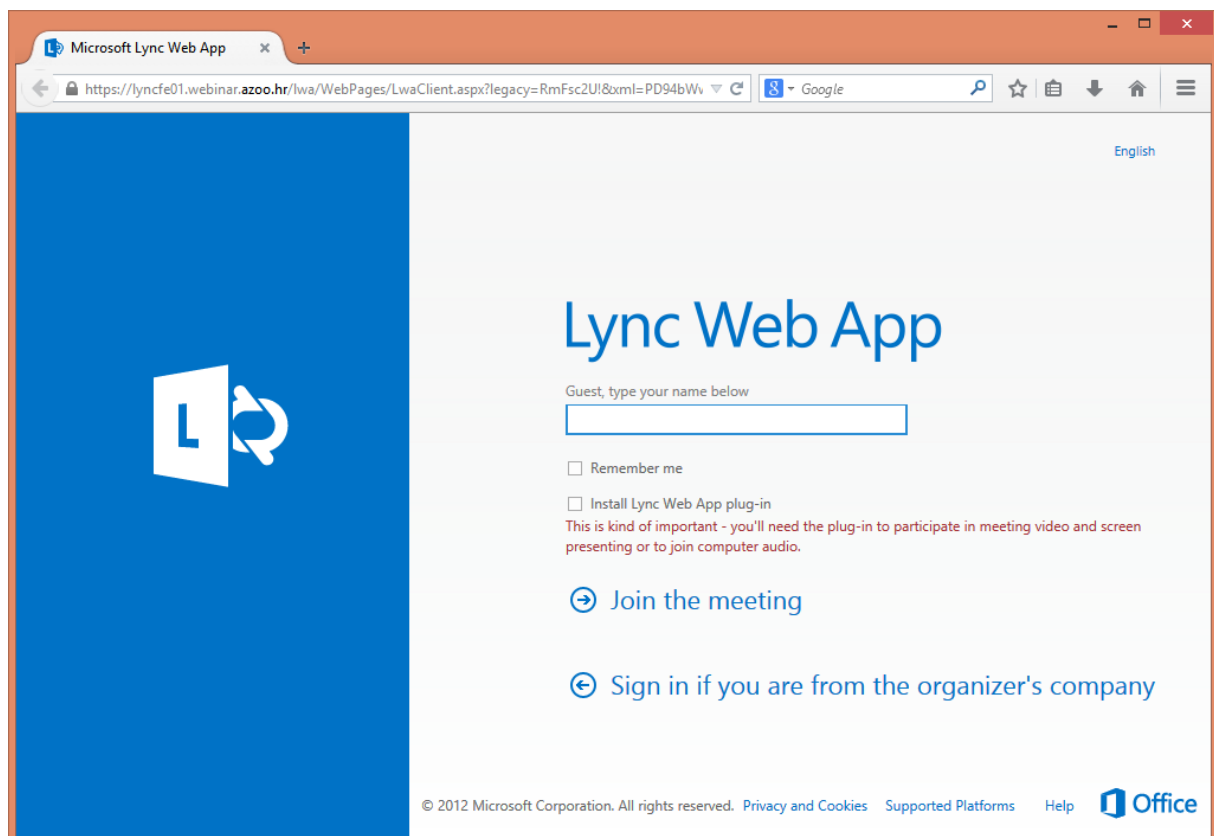 Microsoft Lync Web App
https://lyncfe01.webinar.azoo.hr/lwa/WebPages/LwaClient.aspx?legacy=RmFsc2U!&xml=PD94bWv
Google
English
Lync Web App
Guest, type your name below
Remember me
Install Lync Web App plug-in
This is kind of important - you'll need the plug-in to participate in meeting video and screen
presenting or to join computer audio.
Join the meeting
Sign in if you are from the organizer's company
© 2012 Microsoft Corporation. All rights reserved. Privacy and Cookies Supported Platforms Help Office